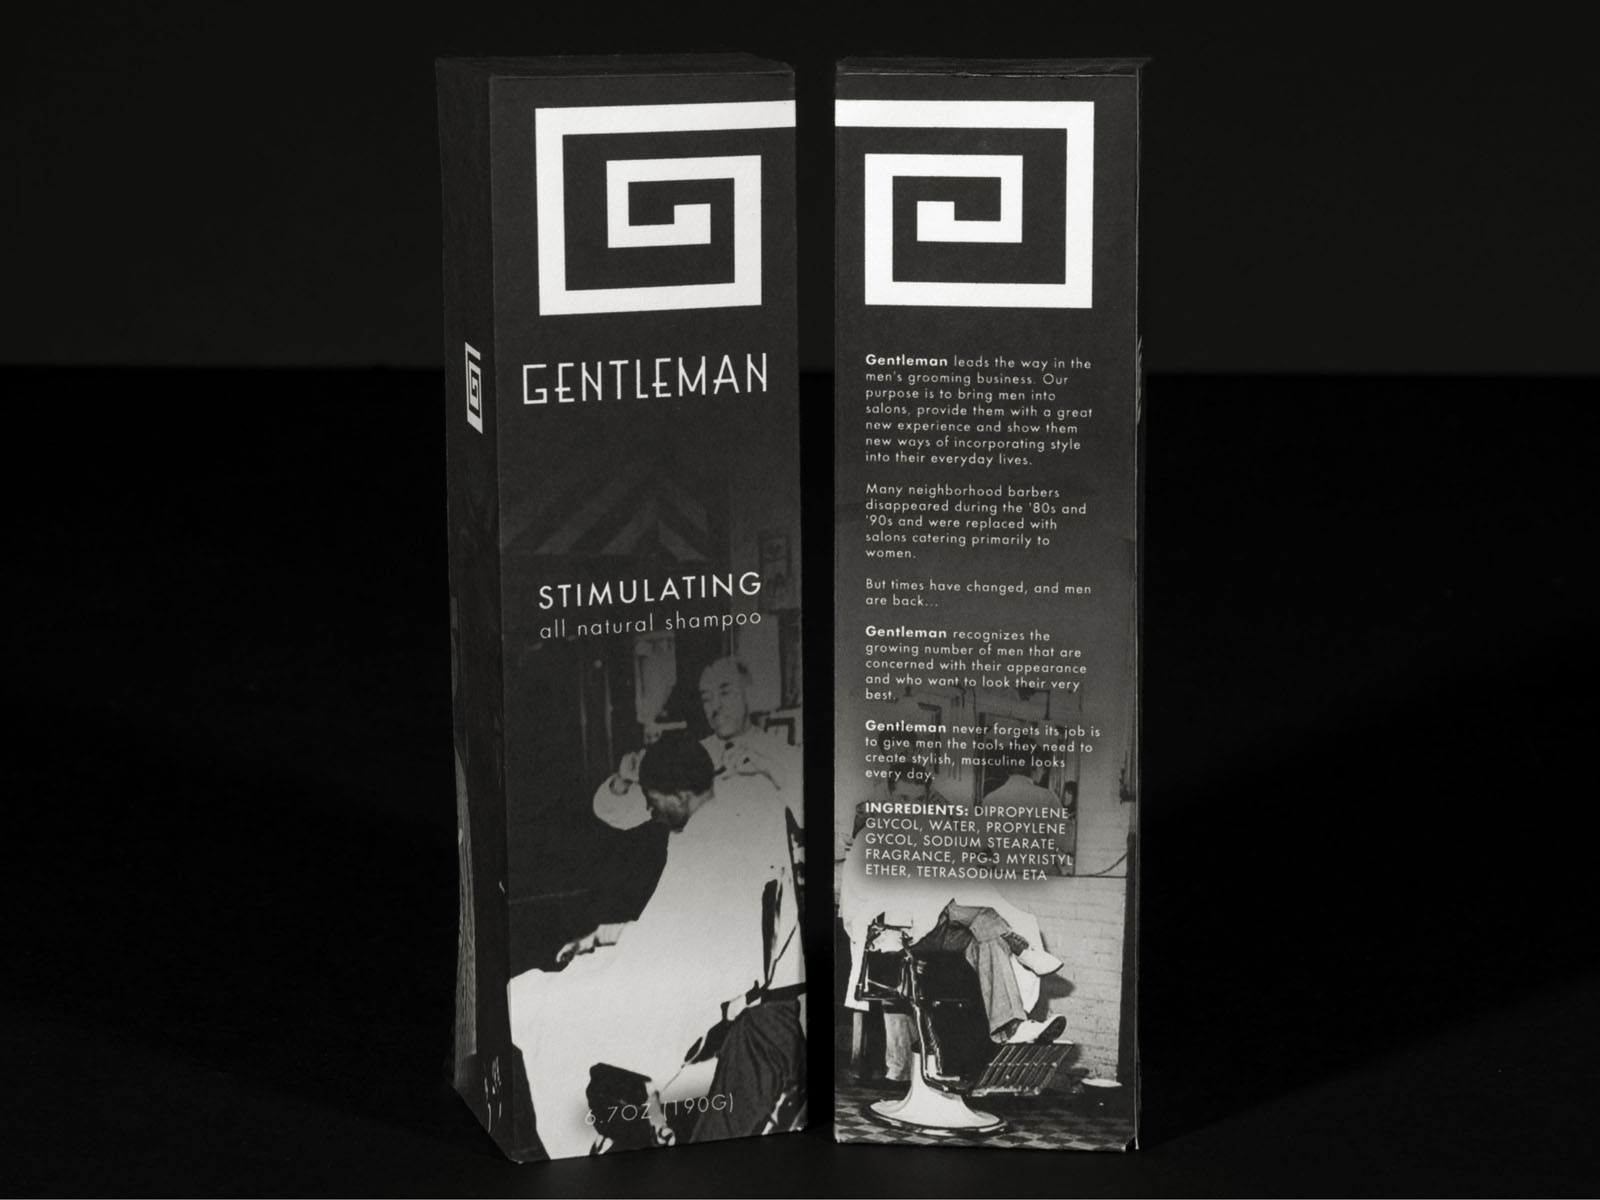 GENTLEMAN
STIMULATING
all natural shampoo
6.7OZ (190G)
Gentleman leads the way in the
men's grooming business. Our
purpose is to bring men into
salons, provide them with a great
new experience and show them
new ways of incorporating style
into their everyday lives.
Many neighborhood barbers
disappeared during the '80s and
'90s and were replaced with
salons catering primarily to
women.
But times have changed, and men
are back...
Gentleman recognizes the
growing number of men that are
concerned with their appearance
and who want to look their very
best.
Gentleman never forgets its job is
to give men the tools they need to
create stylish, masculine looks
every day.
INGREDIENTS: DIPROPYLENE
GLYCOL, WATER, PROPYLENE
GYCOL, SODIUM STEARATE,
FRAGRANCE, PPG-3 MYRISTYL
ETHER, TETRASODIUM ETA